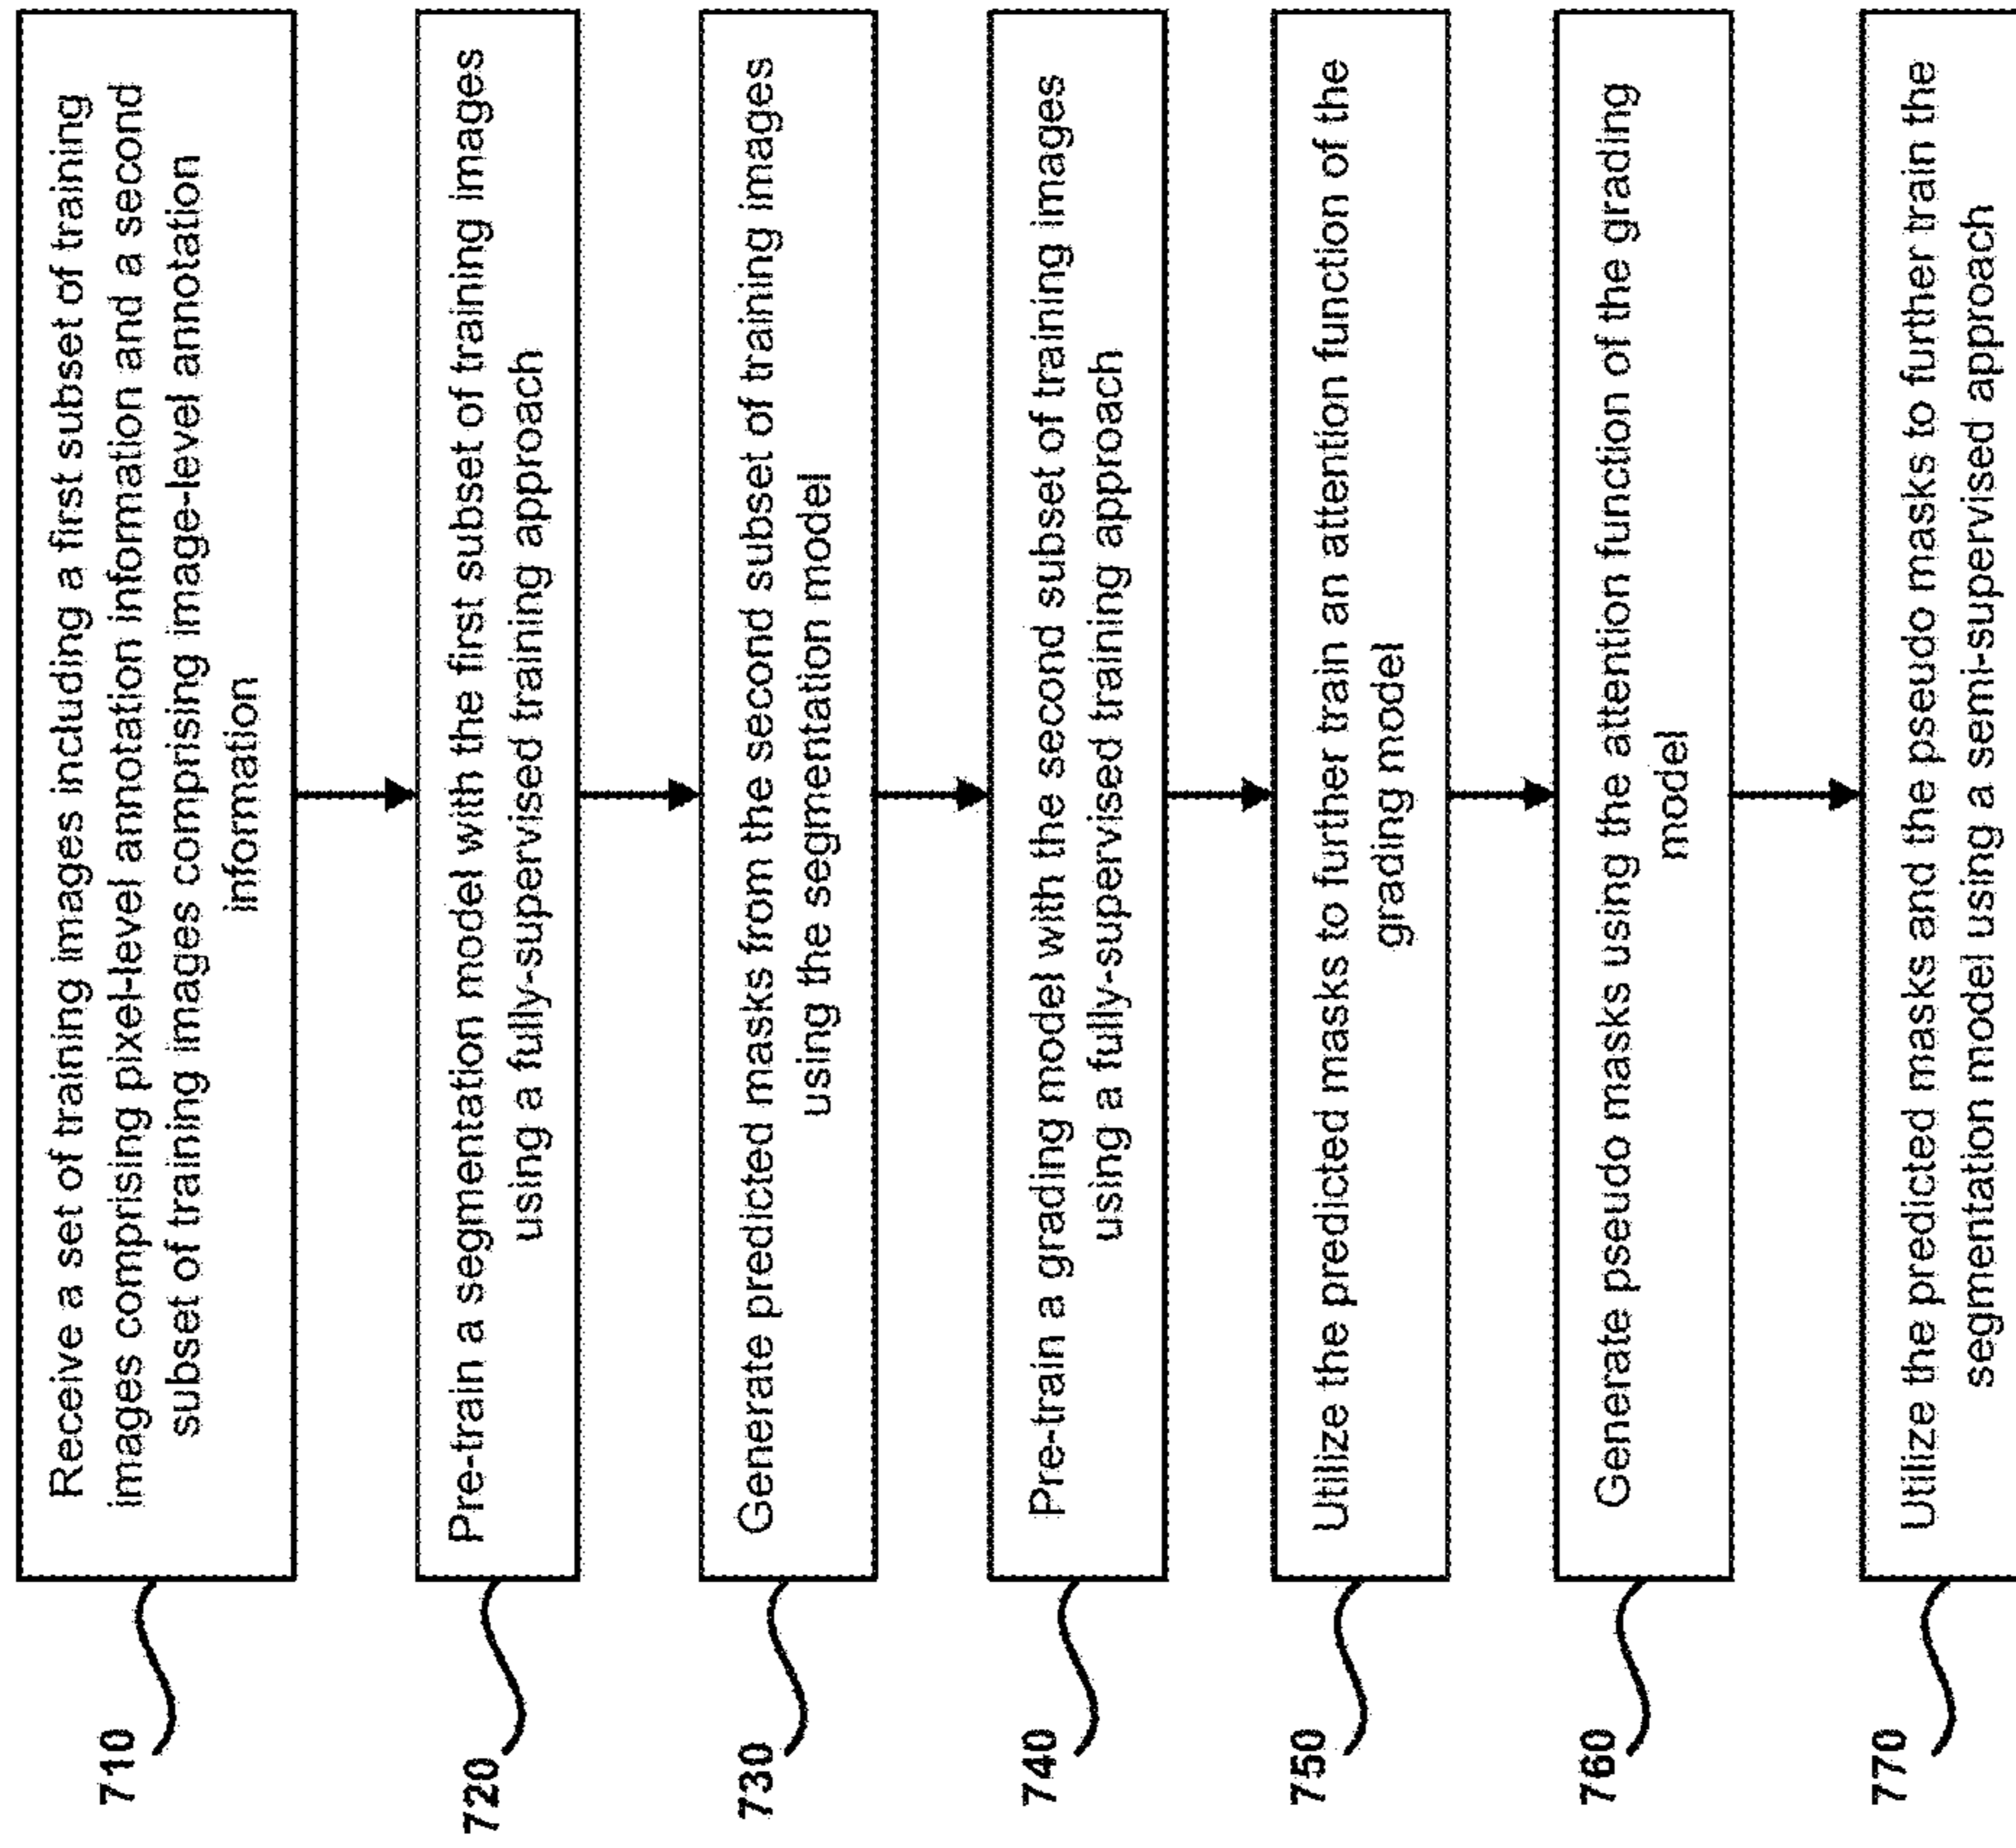 710
Receive a set of training images including a first subset of training
images comprising pixel-level annotation information and a second
subset of training images comprising image-level annotation
information
720
Pre-train a segmentation model with the first subset of training images
using a fully-supervised training approach
730
Generate predicted masks from the second subset of training images
using the segmentation model
740
Pre-train a grading model with the second subset of training images
using a fully-supervised training approach
750
Utilize the predicted masks to further train an attention function of the
grading model
760
Generate pseudo masks using the attention function of the grading
model
770
Utilize the predicted masks and the pseudo masks to further train the
segmentation model using a semi-supervised approach